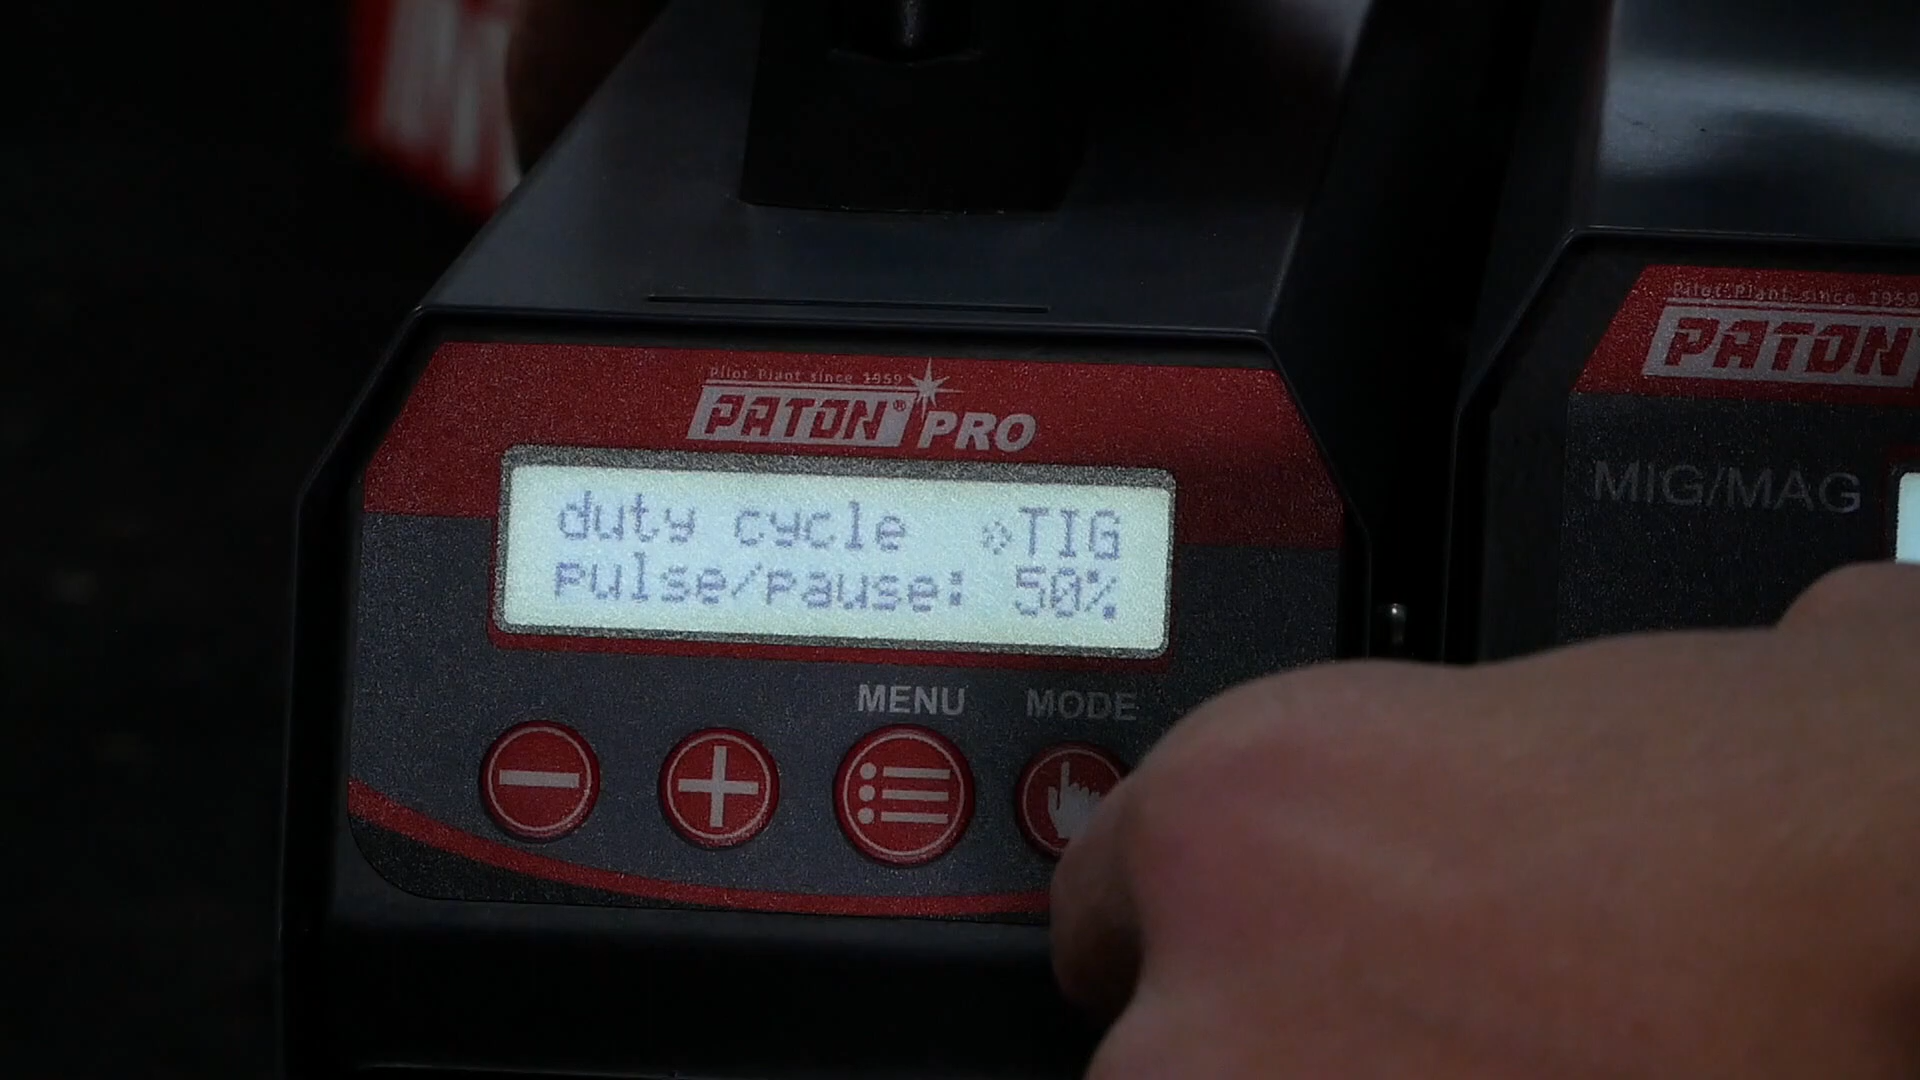 Pilot Plant since 1959
PATON® PRO
duty cycle TIG
pulse/pause: 50%
MENU MODE
Pilot Plant since 1959
PATON
MIG/MAG